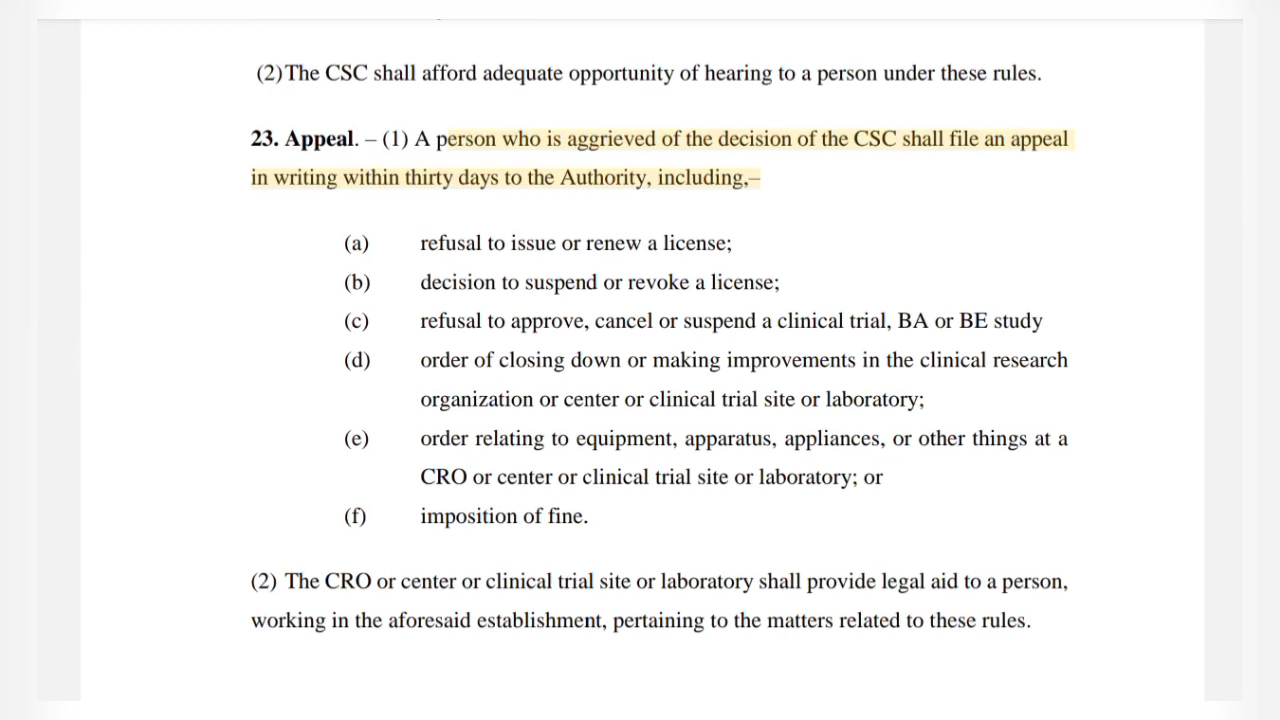 (2)The CSC shall afford adequate opportunity of hearing to a person under these rules.
23. Appeal. – (1) A person who is aggrieved of the decision of the CSC shall file an appeal
in writing within thirty days to the Authority, including,–
(a) refusal to issue or renew a license;
(b) decision to suspend or revoke a license;
(c) refusal to approve, cancel or suspend a clinical trial, BA or BE study
(d) order of closing down or making improvements in the clinical research
organization or center or clinical trial site or laboratory;
(e) order relating to equipment, apparatus, appliances, or other things at a
CRO or center or clinical trial site or laboratory; or
(f) imposition of fine.
(2) The CRO or center or clinical trial site or laboratory shall provide legal aid to a person,
working in the aforesaid establishment, pertaining to the matters related to these rules.